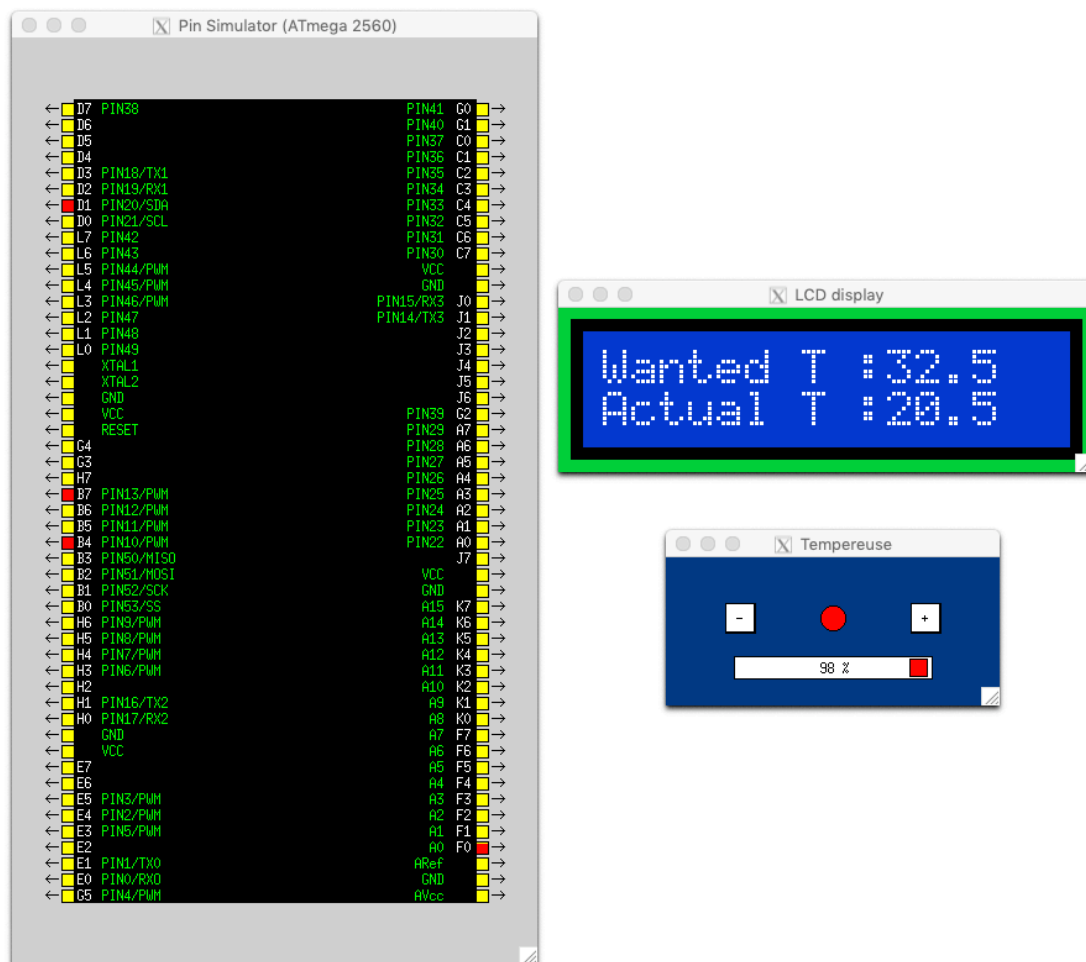 Pin Simulator (ATmega 2560)
D7 PIN38 PIN41 G0
D6 PIN40 G1
D5 PIN37 C0
D4 PIN36 C1
D3 PIN18/TX1 PIN35 C2
D2 PIN19/RX1 PIN34 C3
D1 PIN20/SDA PIN33 C4
D0 PIN21/SCL PIN32 C5
L7 PIN42 PIN31 C6
L6 PIN43 PIN30 C7
L5 PIN44/PWM VCC
L4 PIN45/PWM GND
L3 PIN46/PWM PIN15/RX3 J0
L2 PIN47 PIN14/TX3 J1
L1 PIN48 J2
L0 PIN49 J3
XTAL1 J4
XTAL2 J5
GND J6
VCC PIN39 G2
RESET PIN29 A7
G4 PIN28 A6
G3 PIN27 A5
H7 PIN26 A4
B7 PIN13/PWM PIN25 A3
B6 PIN12/PWM PIN24 A2
B5 PIN11/PWM PIN23 A1
B4 PIN10/PWM PIN22 A0
B3 PIN50/MISO J7
B2 PIN51/MOSI VCC
B1 PIN52/SCK GND
B0 PIN53/SS A15 K7
H6 PIN9/PWM A14 K6
H5 PIN8/PWM A13 K5
H4 PIN7/PWM A12 K4
H3 PIN6/PWM A11 K3
H2 A10 K2
H1 PIN16/TX2 A9 K1
H0 PIN17/RX2 A8 K0
GND A7 F7
VCC A6 F6
E7 A5 F5
E6 A4 F4
E5 PIN3/PWM A3 F3
E4 PIN2/PWM A2 F2
E3 PIN5/PWM A1 F1
E2 A0 F0
E1 PIN1/TX0 ARef
E0 PIN0/RX0 GND
G5 PIN4/PWM AVcc
LCD display
Wanted T :32.5
Actual T :20.5
Tempereuse
- +
98 %